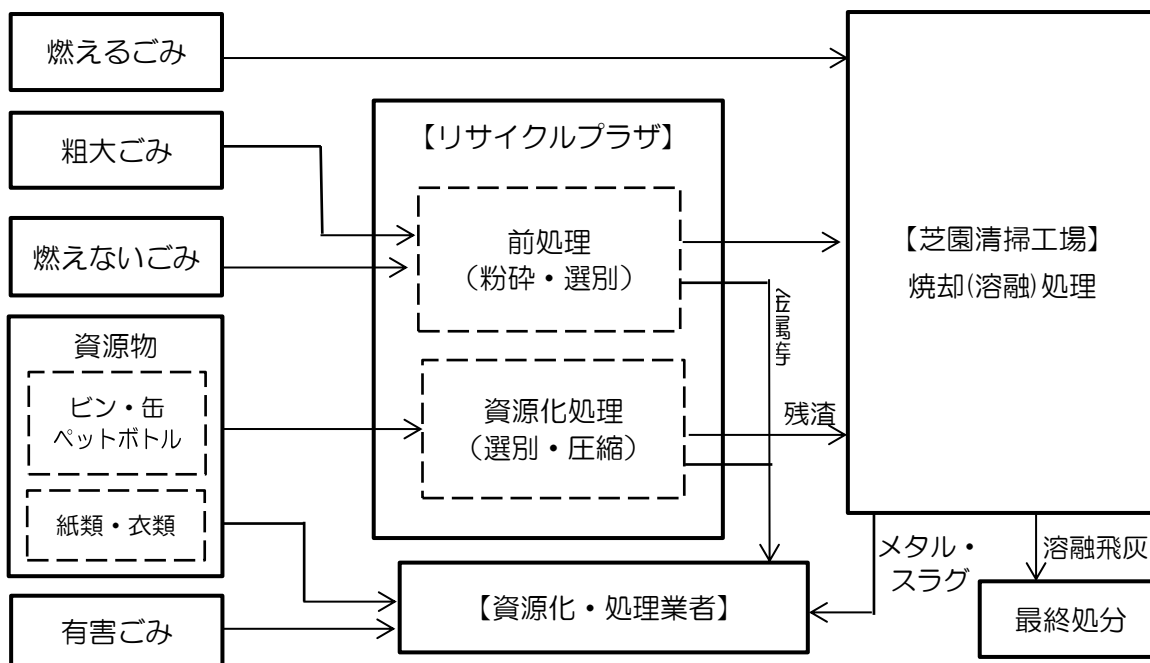 燃えるごみ
粗大ごみ
燃えないごみ
資源物
ビン・缶
ペットボトル
紙類・衣類
有害ごみ
【リサイクルプラザ】
前処理
(粉砕・選別)
資源化処理
(選別・圧縮)
金属等
残渣
【芝園清掃工場】
焼却(溶融)処理
メタル・
スラグ
溶融飛灰
【資源化・処理業者】
最終処分